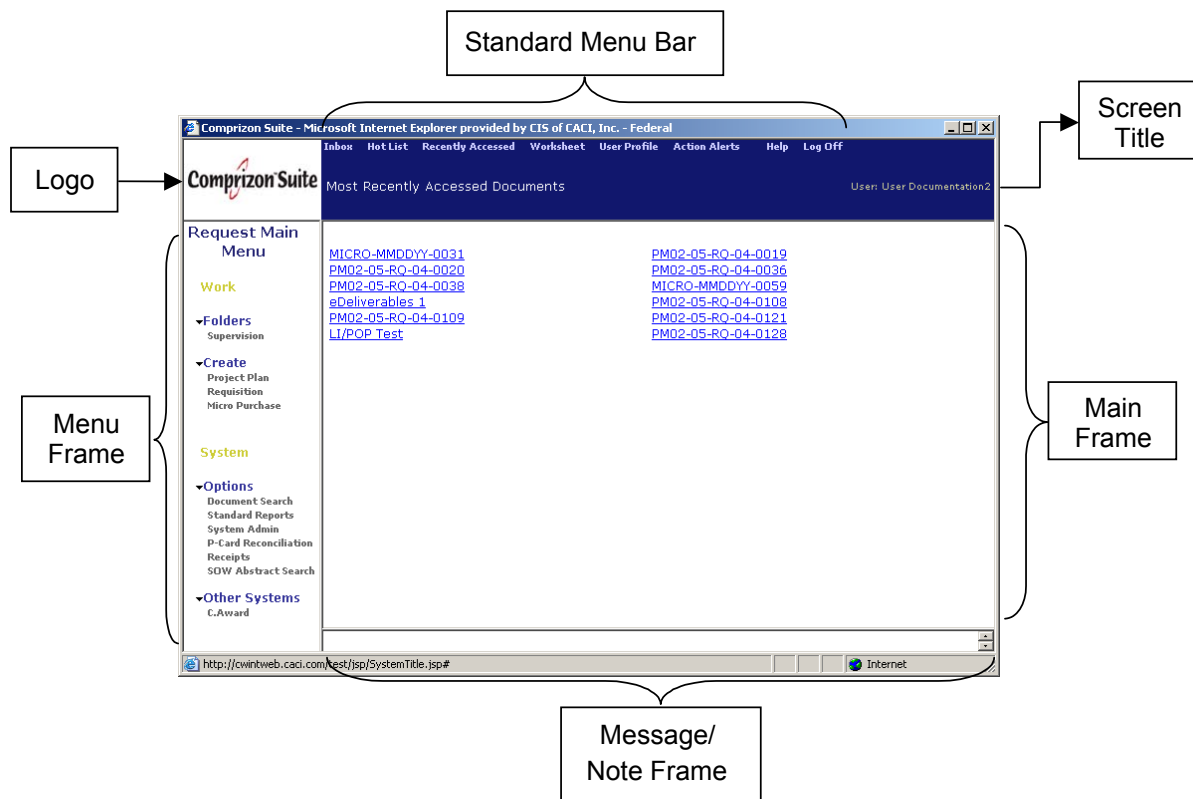 Standard Menu Bar
Screen
Title
Logo
Comprizon Suite - Microsoft Internet Explorer provided by CIS of CACI, Inc. - Federal
Inbox Hot List Recently Accessed Worksheet User Profile Action Alerts Help Log Off
Comprizon Suite
Most Recently Accessed Documents
User: User Documentation2
Menu
Frame
Request Main
Menu
Work
Folders
Supervision
Create
Project Plan
Requisition
Micro Purchase
System
Options
Document Search
Standard Reports
System Admin
P-Card Reconciliation
Receipts
SOW Abstract Search
Other Systems
C.Award
MICRO-MMDDYY-0031
PM02-05-RQ-04-0020
PM02-05-RQ-04-0038
eDeliverables 1
PM02-05-RQ-04-0109
LI/POP Test
PM02-05-RQ-04-0019
PM02-05-RQ-04-0036
MICRO-MMDDYY-0059
PM02-05-RQ-04-0108
PM02-05-RQ-04-0121
PM02-05-RQ-04-0128
Main
Frame
http://cwintweb.caci.com/test/jsp/SystemTitle.jsp#
Internet
Message/
Note Frame